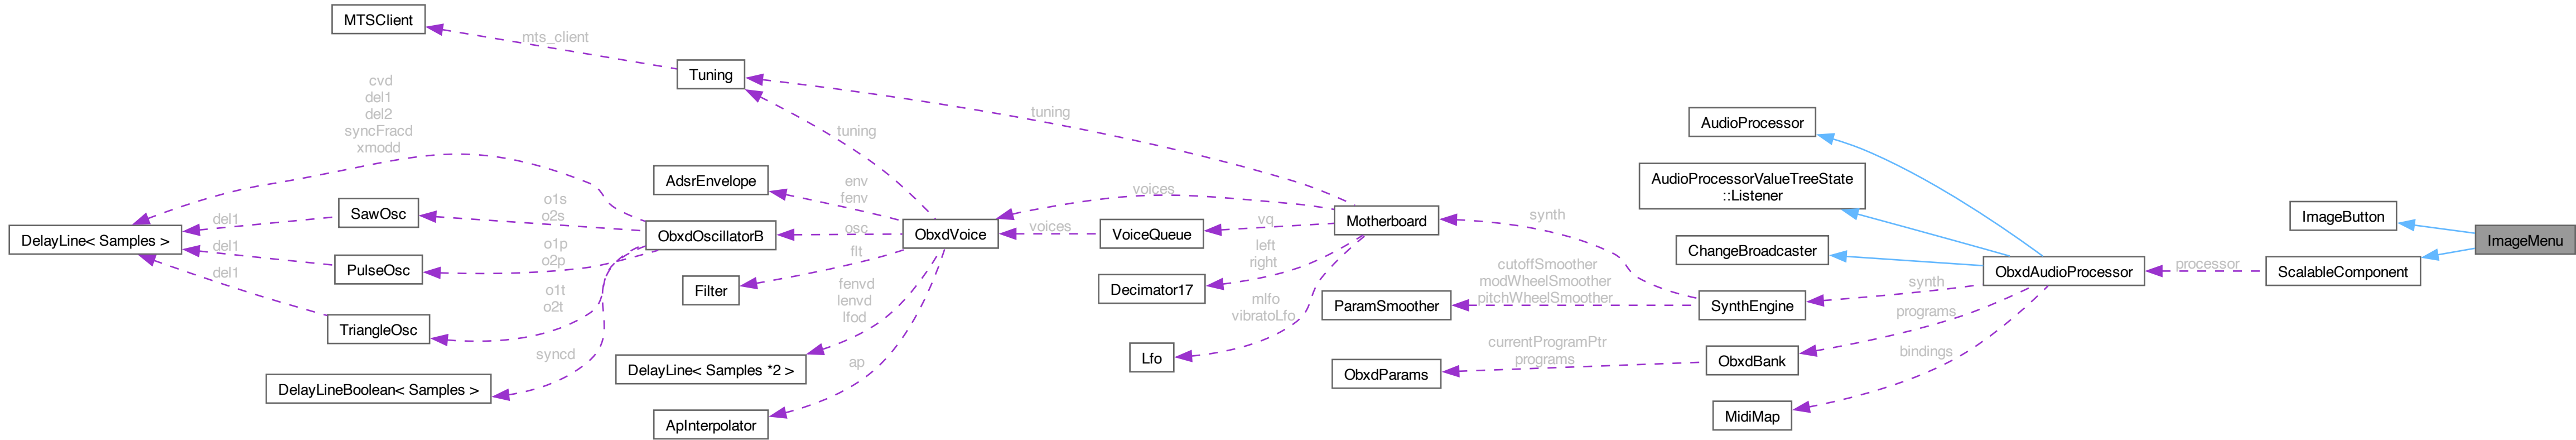 MTSClient
mts_client
Tuning
cvd
del1
del2
syncFracd
xmodd
tuning
tuning
AudioProcessor
AdsrEnvelope
env
fenv
voices
AudioProcessorValueTreeState
::Listener
SawOsc
del1
o1s
o2s
DelayLine< Samples >
ObxdOscillatorB
osc
ObxdVoice
voices
VoiceQueue
vq
Motherboard
synth
ImageButton
ImageMenu
ChangeBroadcaster
del1
PulseOsc
o1p
o2p
flt
left
right
Filter
Decimator17
cutoffSmoother
modWheelSmoother
pitchWheelSmoother
ObxdAudioProcessor
processor
ScalableComponent
del1
o1t
o2t
fenvd
lenvd
lfod
mlfo
vibratoLfo
ParamSmoother
SynthEngine
synth
TriangleOsc
programs
syncd
DelayLine< Samples *2 >
ap
Lfo
currentProgramPtr
programs
ObxdParams
ObxdBank
bindings
DelayLineBoolean< Samples >
ApInterpolator
MidiMap